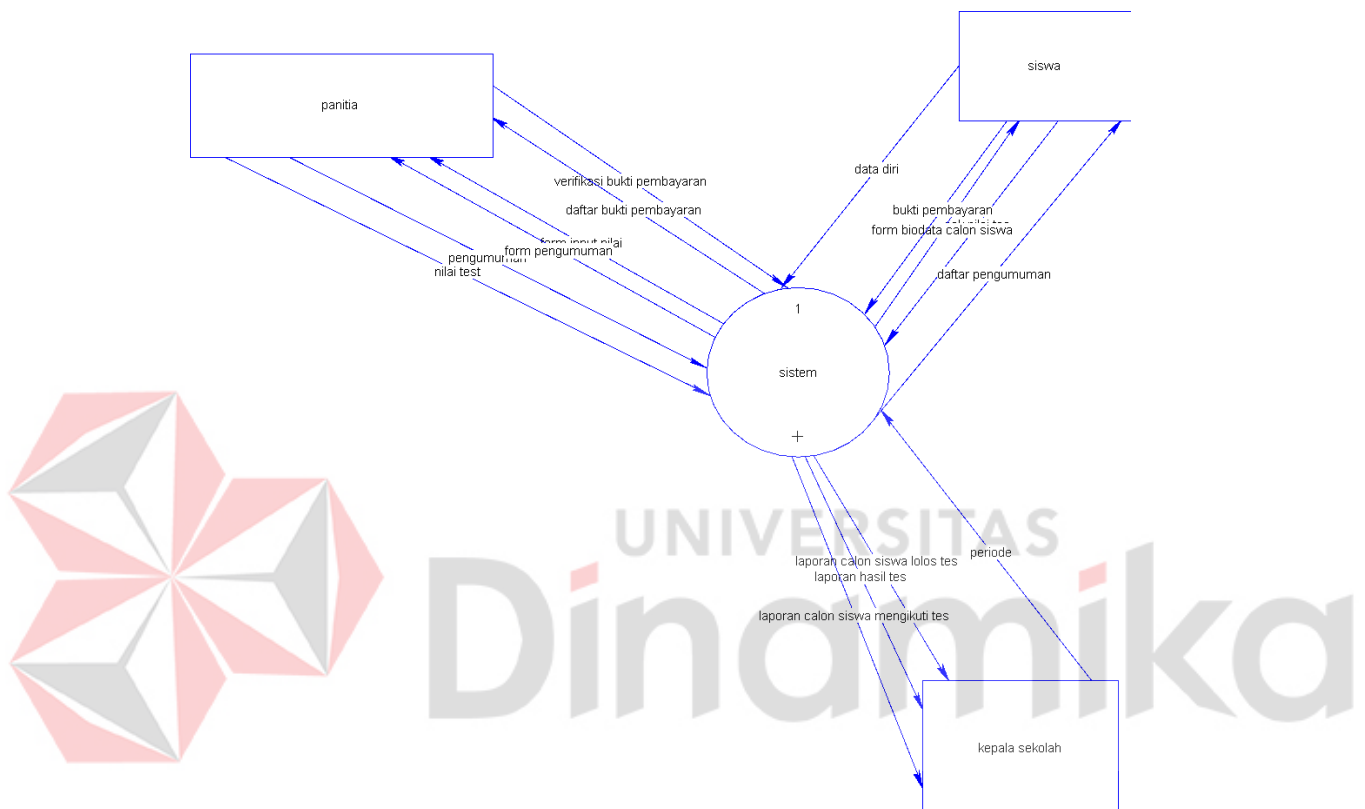 siswa
panitia
data diri
verifikasi bukti pembayaran
daftar bukti pembayaran
bukti pembayaran
form biodata calon siswa
form input nilai
form pengumuman
pengumuman
nilai test
daftar pengumuman
1
sistem
UNIVERSITAS
Dinamika
periode
laporan calon siswa lolos tes
laporan hasil tes
laporan calon siswa mengikuti tes
kepala sekolah